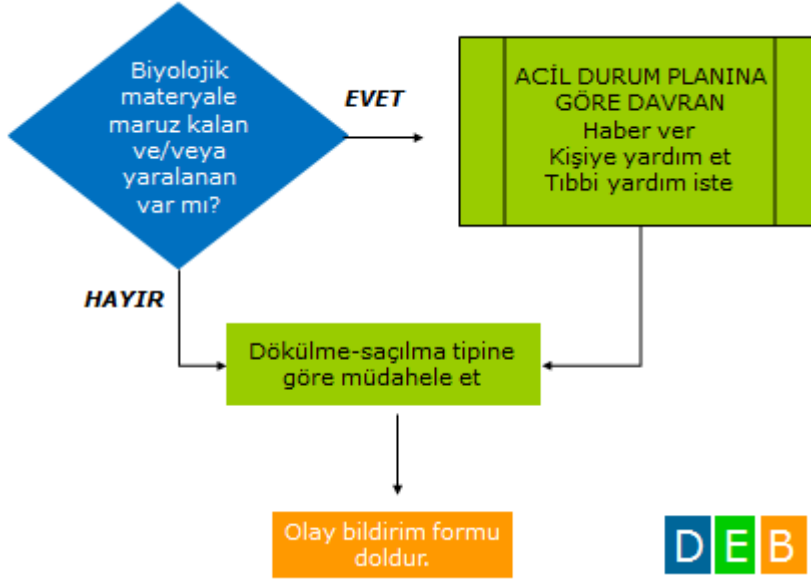 Biyolojik
materyale
maruz kalan
ve/veya
yaralanan
var mı?
EVET
ACİL DURUM PLANINA
GÖRE DAVRAN
Haber ver
Kişiye yardım et
Tıbbi yardım iste
HAYIR
Dökülme-saçılma tipine
göre müdahele et
Olay bildirim formu
doldur.
D E B